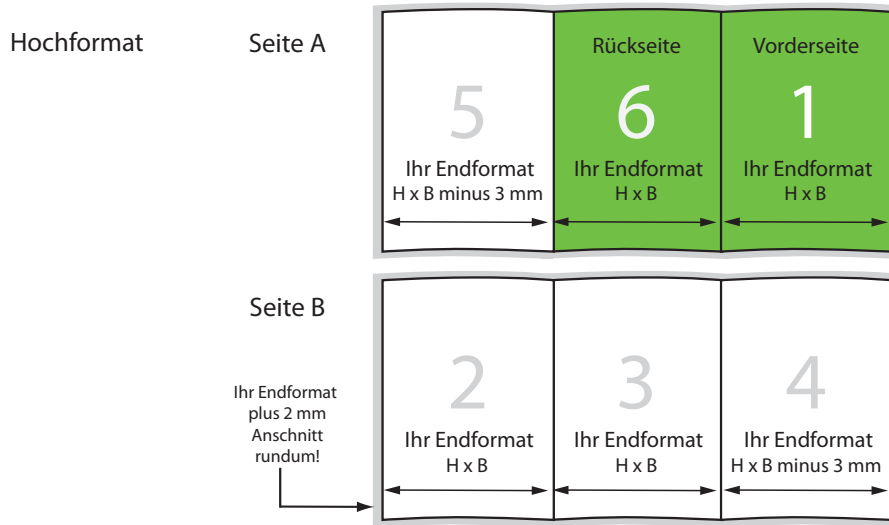 Hochformat
Seite A
Rückseite
Vorderseite
5
6
1
Ihr Endformat
H x B minus 3 mm
Ihr Endformat
H x B
Ihr Endformat
H x B
Seite B
Ihr Endformat
plus 2 mm
Anschnitt
rundum!
2
3
4
Ihr Endformat
H x B
Ihr Endformat
H x B
Ihr Endformat
H x B minus 3 mm